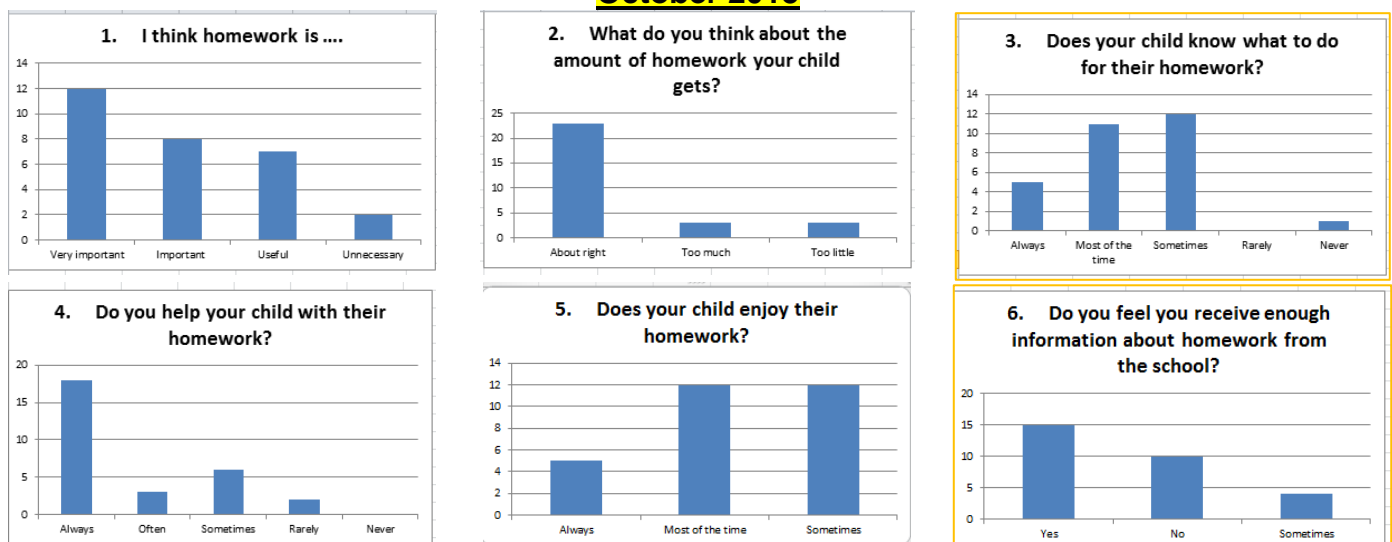 October
1. I think homework is ....
14
12
10
8
6
4
2
0
Very important Important Useful Unnecessary
2. What do you think about the
amount of homework your child
gets?
25
20
15
10
5
0
About right Too much Too little
3. Does your child know what to do
for their homework?
14
12
10
8
6
4
2
0
Always Most of the Sometimes Rarely Never
time
4. Do you help your child with their
homework?
20
15
10
5
0
Always Often Sometimes Rarely Never
5. Does your child enjoy their
homework?
14
12
10
8
6
4
2
0
Always Most of the time Sometimes
6. Do you feel you receive enough
information about homework from
the school?
20
15
10
5
0
Yes No Sometimes